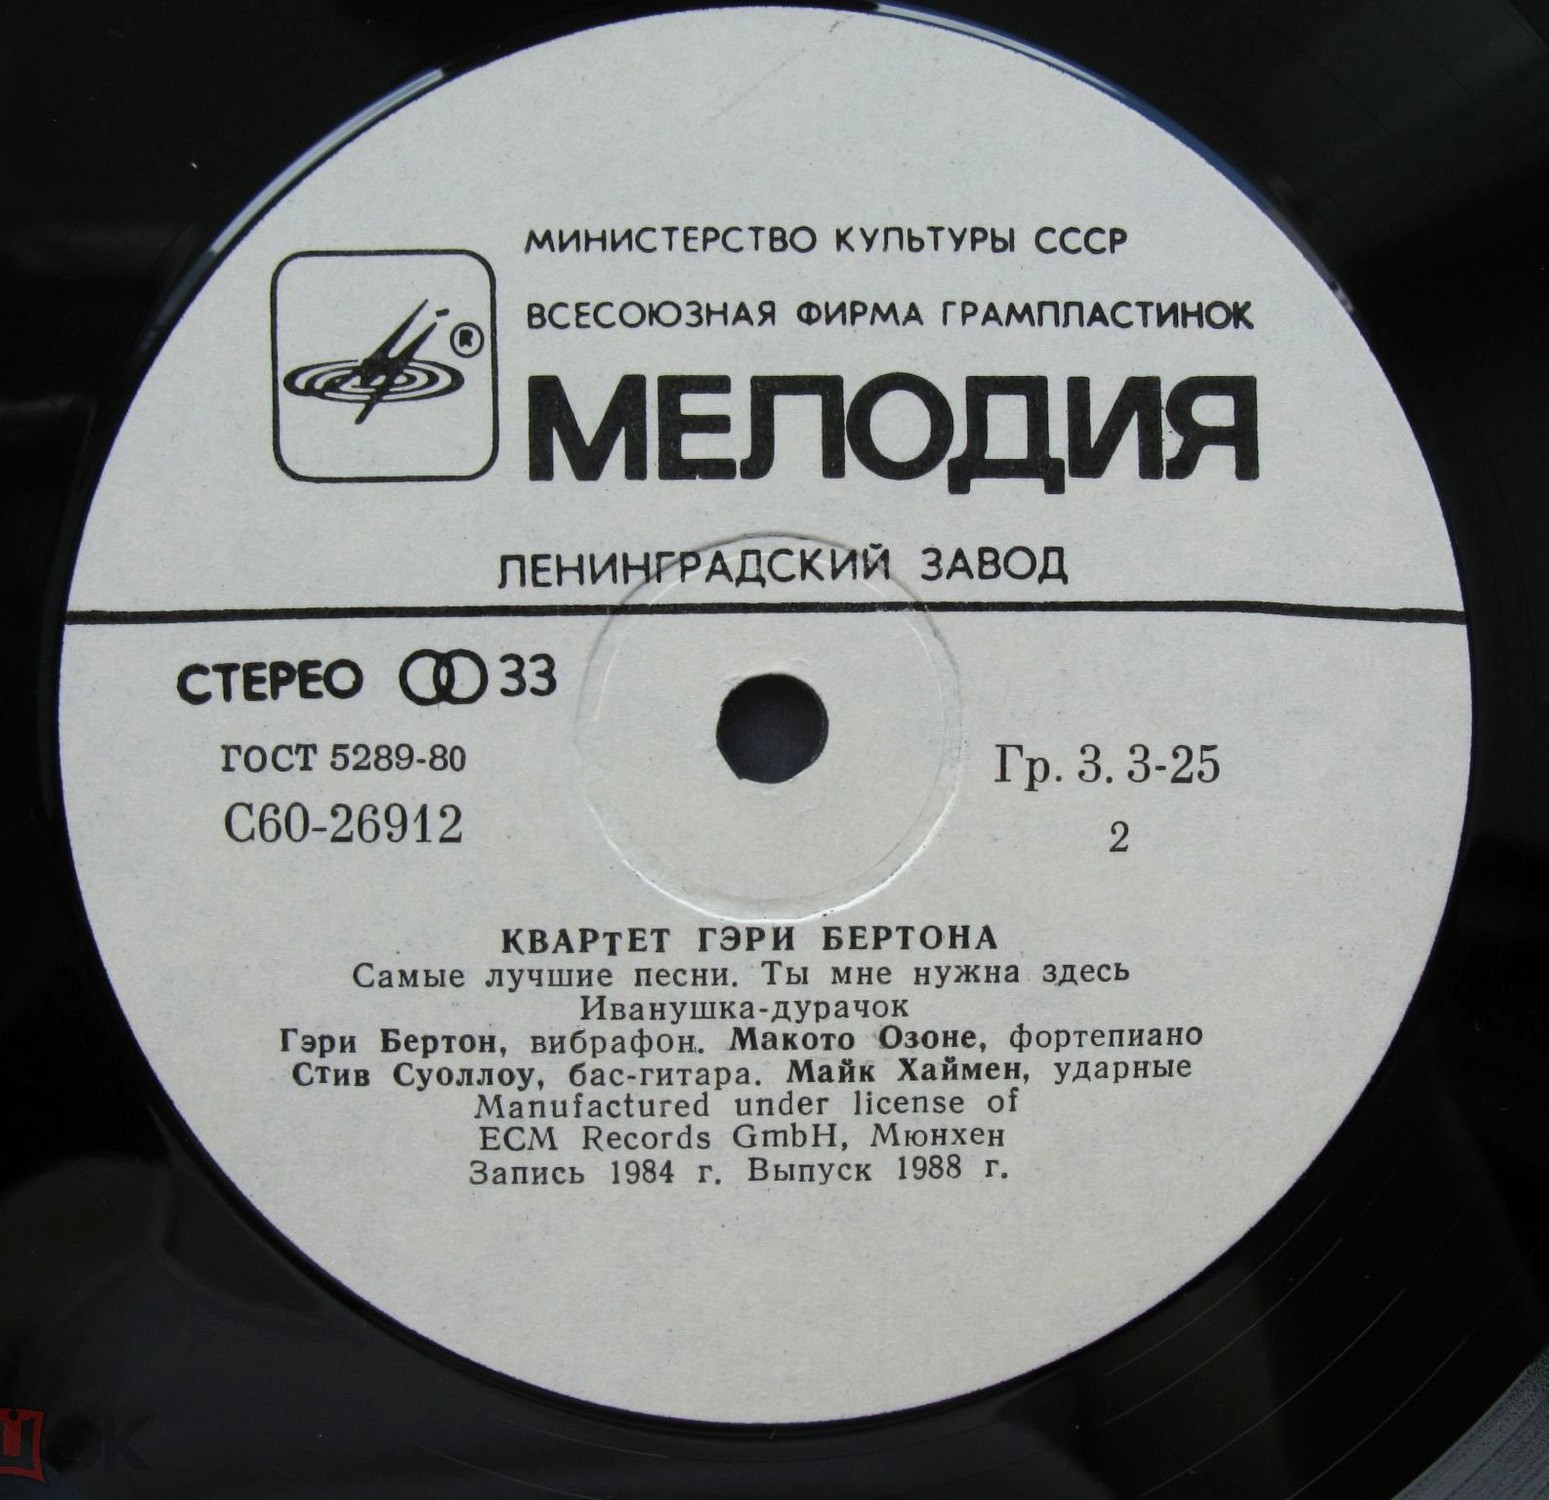 МИНИСТЕРСТВО КУЛЬТУРЫ СССР
ВСЕСОЮЗНАЯ ФИРМА ГРАМПЛАСТИНОК
®
МЕЛОДИЯ
ЛЕНИНГРАДСКИЙ ЗАВОД
СТЕРЕО 33
ГОСТ 5289-80
С60-26912
Гр. 3. 3-25
2
КВАРТЕТ ГЭРИ БЕРТОНА
Самые лучшие песни. Ты мне нужна здесь
Иванушка-дурачок
Гэри Бертон, вибрафон. Макото Озоне, фортепиано
Стив Суоллоу, бас-гитара. Майк Хаймен, ударные
Manufactured under license of
ECM Records GmbH, Мюнхен
Запись 1984 г. Выпуск 1988 г.